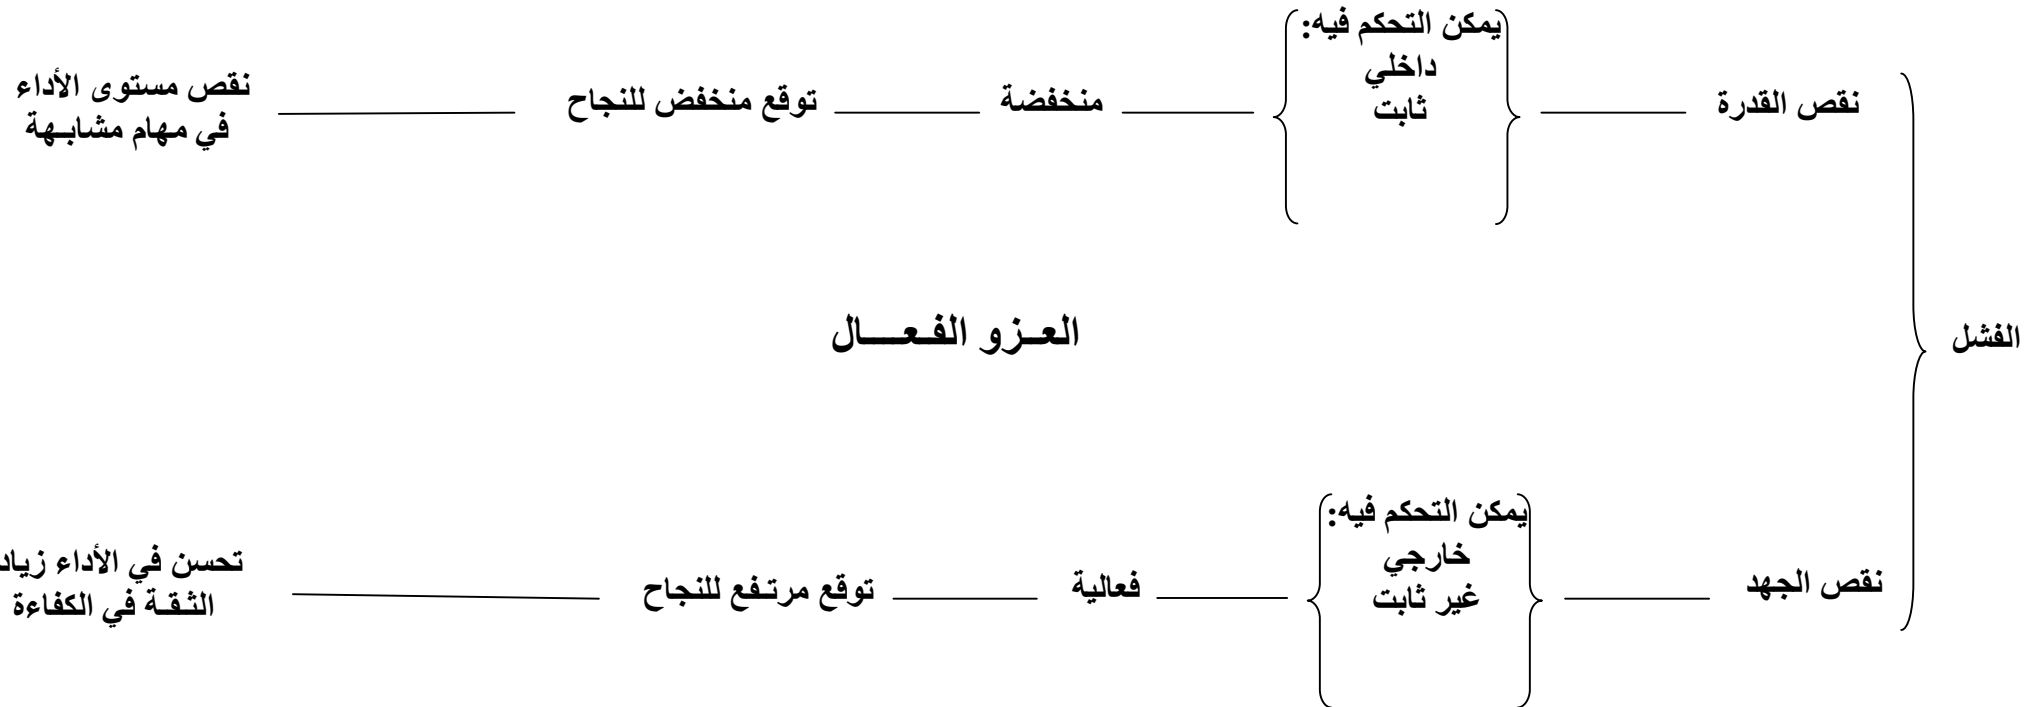 يمكن التحكم فيه:
داخلي
ثابت
نقص القدرة
منخفضة
توقع منخفض للنجاح
نقص مستوى الأداء
في مهام مشابهة
العزو الفعال
الفشل
يمكن التحكم فيه:
خارجي
غير ثابت
نقص الجهد
فعالية
توقع مرتفع للنجاح
تحسن في الأداء زياد
الثقة في الكفاءة